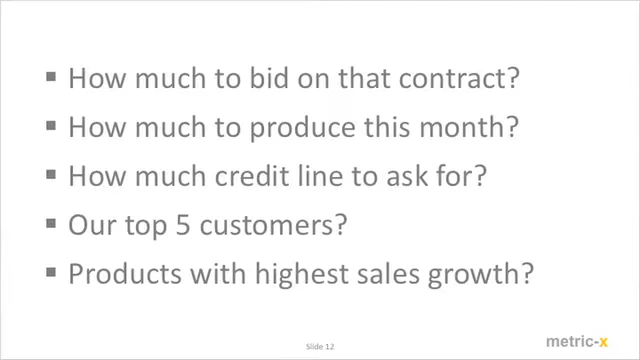 ▪ How much to bid on that contract?
▪ How much to produce this month?
▪ How much credit line to ask for?
▪ Our top 5 customers?
▪ Products with highest sales growth?
Slide 12
metric-x